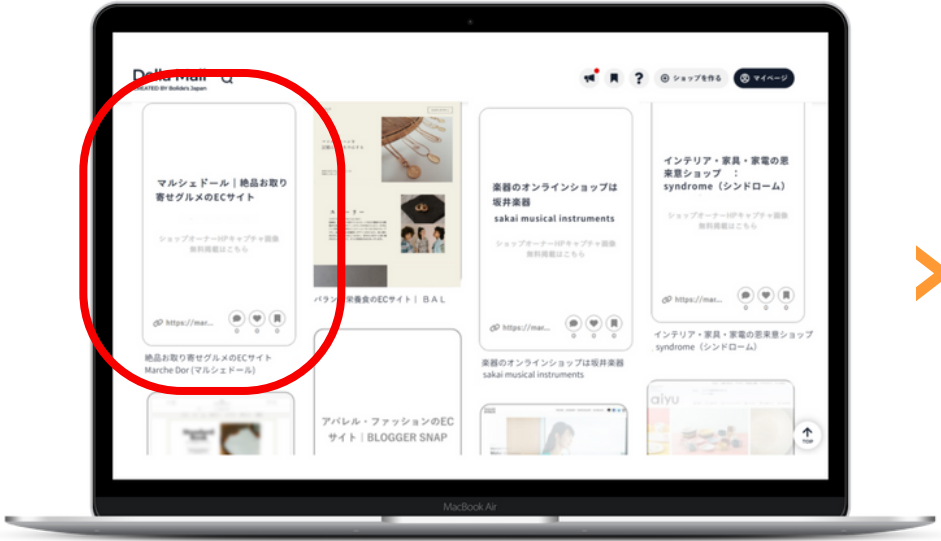 Della Mall
CREATED BY Bolide's Japan
?
ショップを作る
マイページ
マルシェドール｜絶品お取り
寄せグルメのECサイト
ショップオーナーHPキャプチャ画像
無料掲載はこちら
https://mar...
0 0 0
絶品お取り寄せグルメのECサイト
Marche Dor (マルシェドール)
ストーリー
栄養食のECサイト｜ BAL
アパレル・ファッションのEC
サイト｜BLOGGER SNAP
楽器のオンラインショップは
坂井楽器
sakai musical instruments
ショップオーナーHPキャプチャ画像
無料掲載はこちら
https://mar...
0 0 0
楽器のオンラインショップは坂井楽器
sakai musical instruments
インテリア・家具・家電の恩
来意ショップ ：
syndrome（シンドローム）
ショップオーナーHPキャプチャ画像
無料掲載はこちら
https://mar...
0 0 0
インテリア・家具・家電の恩来意ショップ
syndrome（シンドローム）
aiyu
TOP
MacBook Air